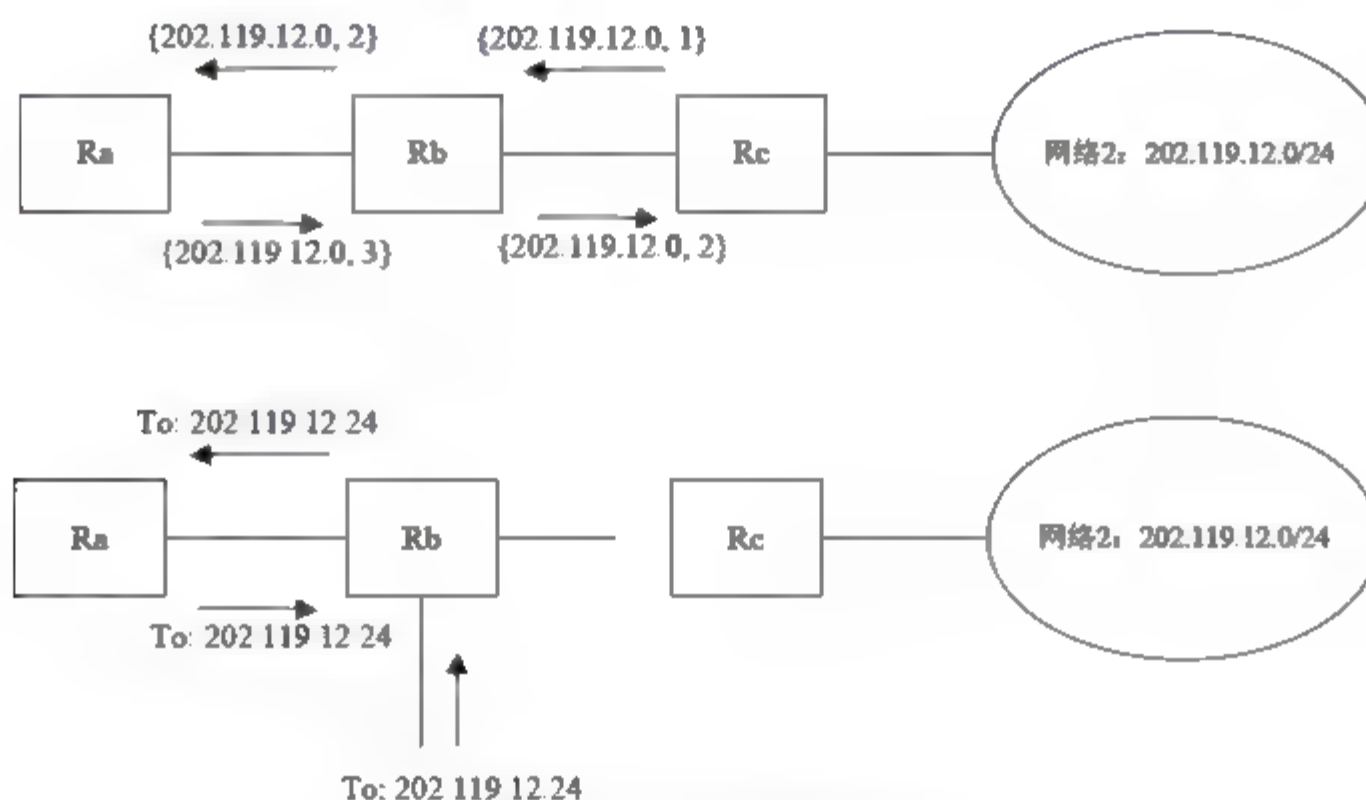 {202.119.12.0, 2} {202.119.12.0, 1}
Ra Rb Rc 网络2: 202.119.12.0/24
{202.119 12.0, 3} {202.119.12.0, 2}
To: 202 119 12 24
Ra Rb Rc 网络2: 202.119.12.0/24
To: 202 119 12 24
To: 202 119 12.24